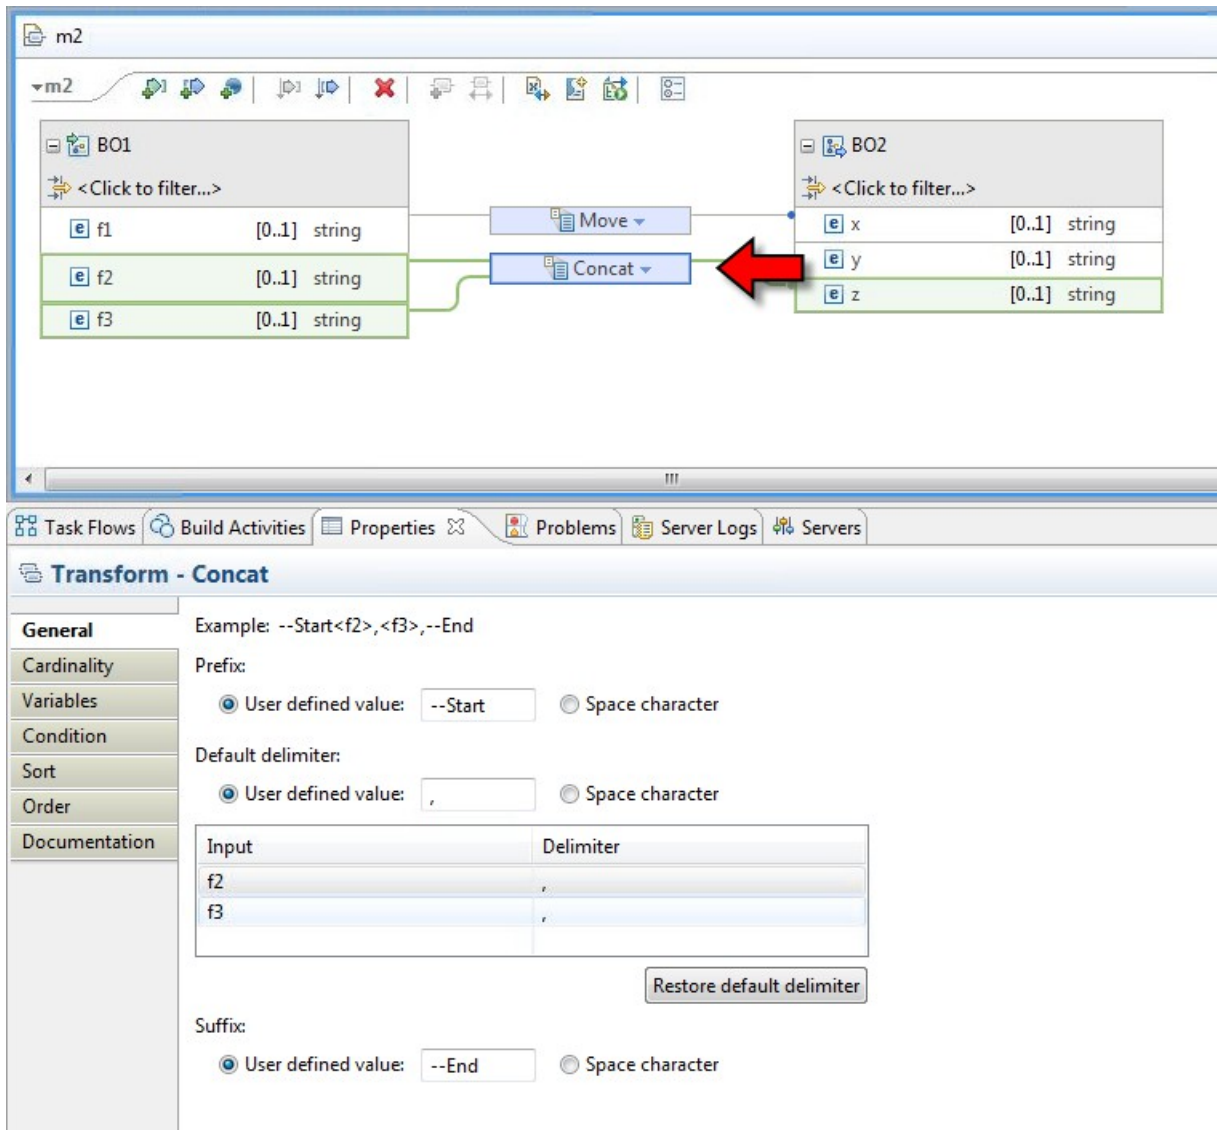 m2
m2
BO1
BO2
<Click to filter...>
<Click to filter...>
e f1 [0..1] string
Move
e x [0..1] string
e y [0..1] string
e f2 [0..1] string
Concat
e z [0..1] string
e f3 [0..1] string
Task Flows Build Activities Properties Problems Server Logs Servers
Transform - Concat
General
Cardinality
Variables
Condition
Sort
Order
Documentation
Example: --Start<f2>,<f3>,--End
Prefix:
User defined value: --Start Space character
Default delimiter:
User defined value: , Space character
Input Delimiter
f2 ,
f3 ,
Restore default delimiter
Suffix:
User defined value: --End Space character